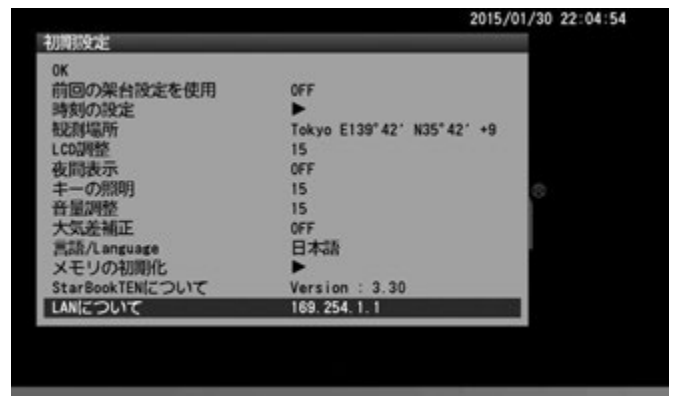 2015/01/30 22:04:54
初期設定
OK
前回の架台設定を使用 OFF
時刻の設定 ▶
観測場所 Tokyo E139°42′ N35°42′ +9
LCD調整 15
夜間表示 OFF
キーの照明 15
音量調整 15
大気差補正 OFF
言語/Language 日本語
メモリの初期化 ▶
StarBookTENについて Version : 3.30
LANについて 169.254.1.1
®